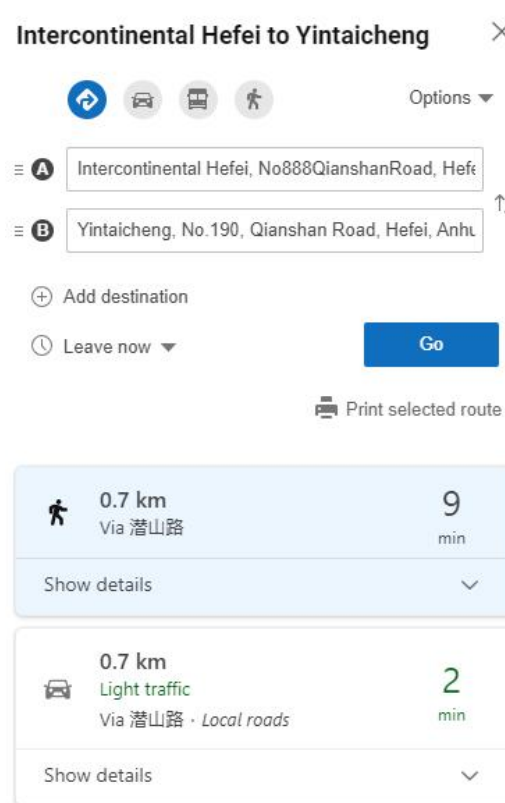 Intercontinental Hefei to Yintaicheng
Options
A Intercontinental Hefei, No888QianshanRoad, Hefe
B Yintaicheng, No.190, Qianshan Road, Hefei, Anhu
Add destination
Leave now
Go
Print selected route
0.7 km
9
Via 潜山路
min
Show details
0.7 km
Light traffic
2
Via 潜山路 · Local roads
min
Show details